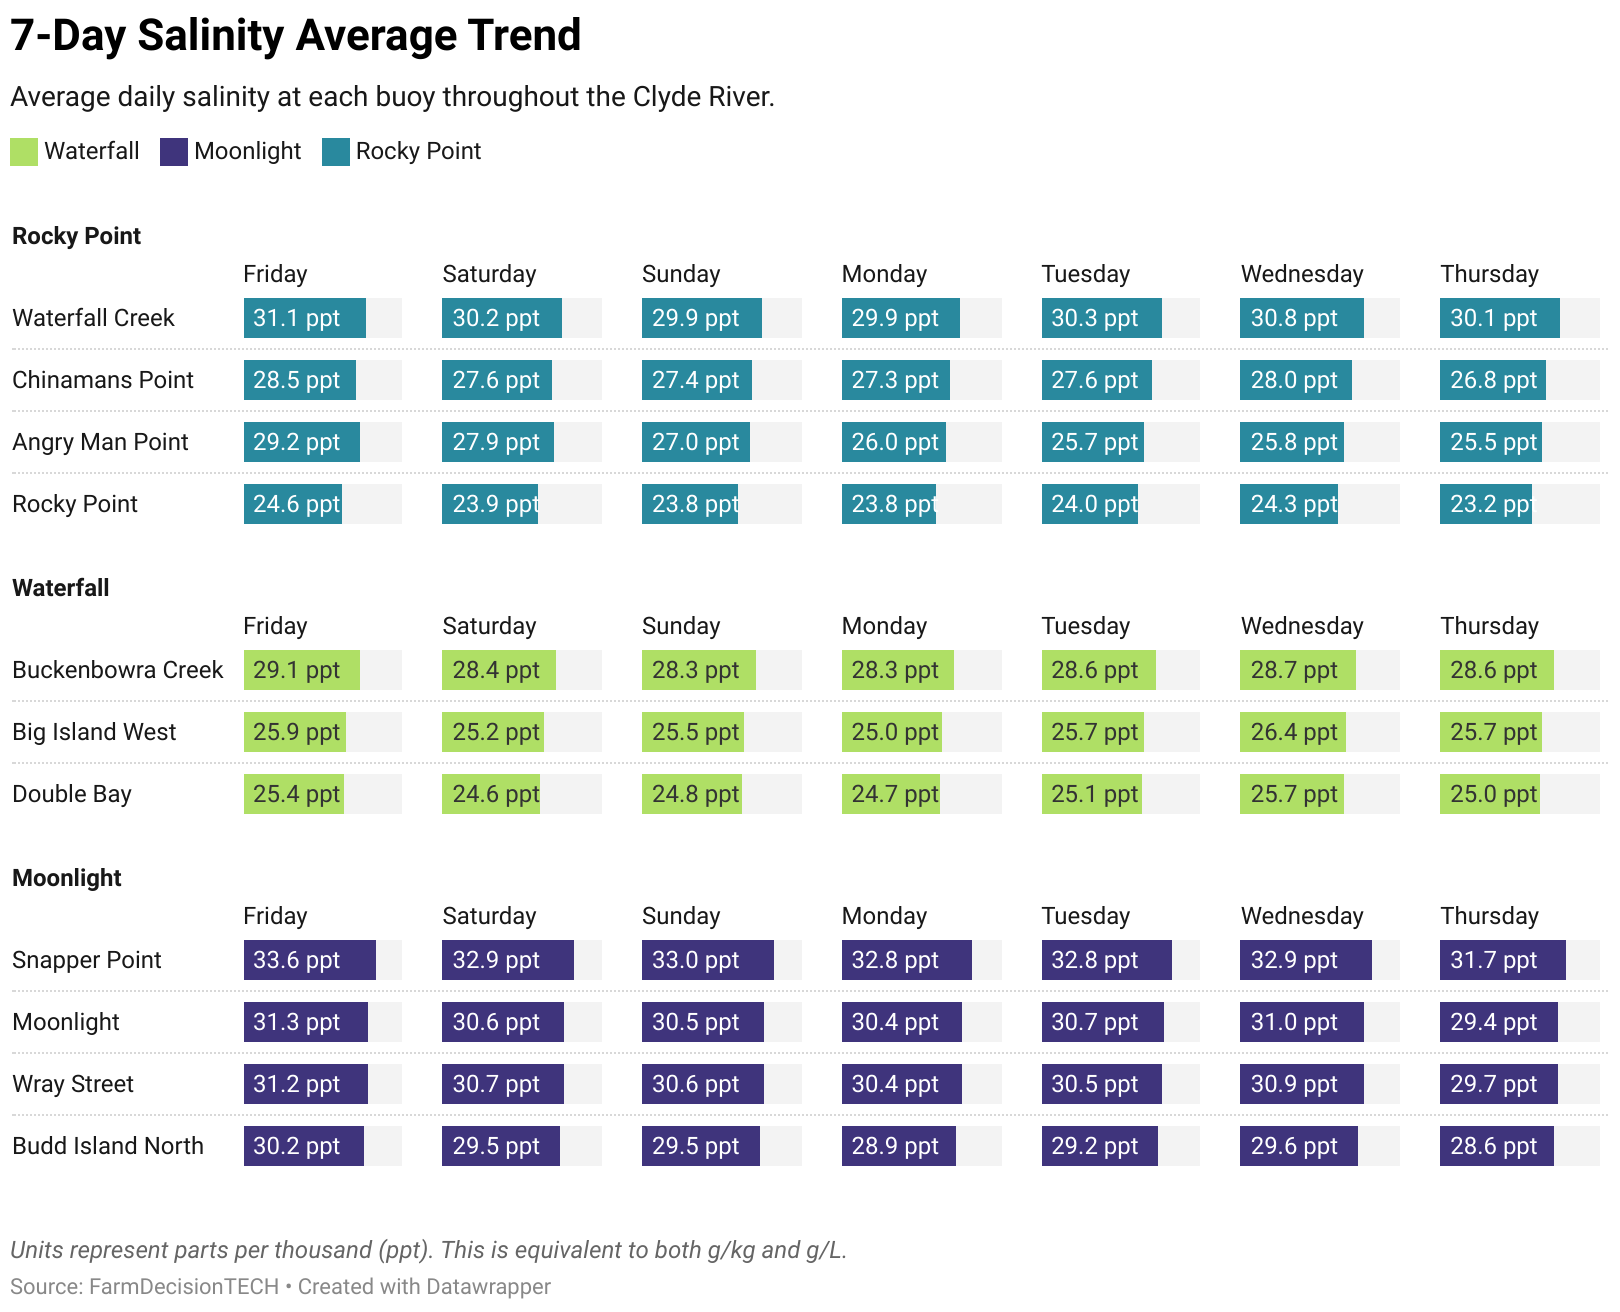 7-Day Salinity Average Trend
Average daily salinity at each buoy throughout the Clyde River.
Waterfall Moonlight Rocky Point
Rocky Point
Friday Saturday Sunday Monday Tuesday Wednesday Thursday
Waterfall Creek 31.1 ppt 30.2 ppt 29.9 ppt 29.9 ppt 30.3 ppt 30.8 ppt 30.1 ppt
Chinamans Point 28.5 ppt 27.6 ppt 27.4 ppt 27.3 ppt 27.6 ppt 28.0 ppt 26.8 ppt
Angry Man Point 29.2 ppt 27.9 ppt 27.0 ppt 26.0 ppt 25.7 ppt 25.8 ppt 25.5 ppt
Rocky Point 24.6 ppt 23.9 ppt 23.8 ppt 23.8 ppt 24.0 ppt 24.3 ppt 23.2 ppt
Waterfall
Friday Saturday Sunday Monday Tuesday Wednesday Thursday
Buckenbowra Creek 29.1 ppt 28.4 ppt 28.3 ppt 28.3 ppt 28.6 ppt 28.7 ppt 28.6 ppt
Big Island West 25.9 ppt 25.2 ppt 25.5 ppt 25.0 ppt 25.7 ppt 26.4 ppt 25.7 ppt
Double Bay 25.4 ppt 24.6 ppt 24.8 ppt 24.7 ppt 25.1 ppt 25.7 ppt 25.0 ppt
Moonlight
Friday Saturday Sunday Monday Tuesday Wednesday Thursday
Snapper Point 33.6 ppt 32.9 ppt 33.0 ppt 32.8 ppt 32.8 ppt 32.9 ppt 31.7 ppt
Moonlight 31.3 ppt 30.6 ppt 30.5 ppt 30.4 ppt 30.7 ppt 31.0 ppt 29.4 ppt
Wray Street 31.2 ppt 30.7 ppt 30.6 ppt 30.4 ppt 30.5 ppt 30.9 ppt 29.7 ppt
Budd Island North 30.2 ppt 29.5 ppt 29.5 ppt 28.9 ppt 29.2 ppt 29.6 ppt 28.6 ppt
Units represent parts per thousand (ppt). This is equivalent to both g/kg and g/L.
Source: FarmDecisionTECH • Created with Datawrapper